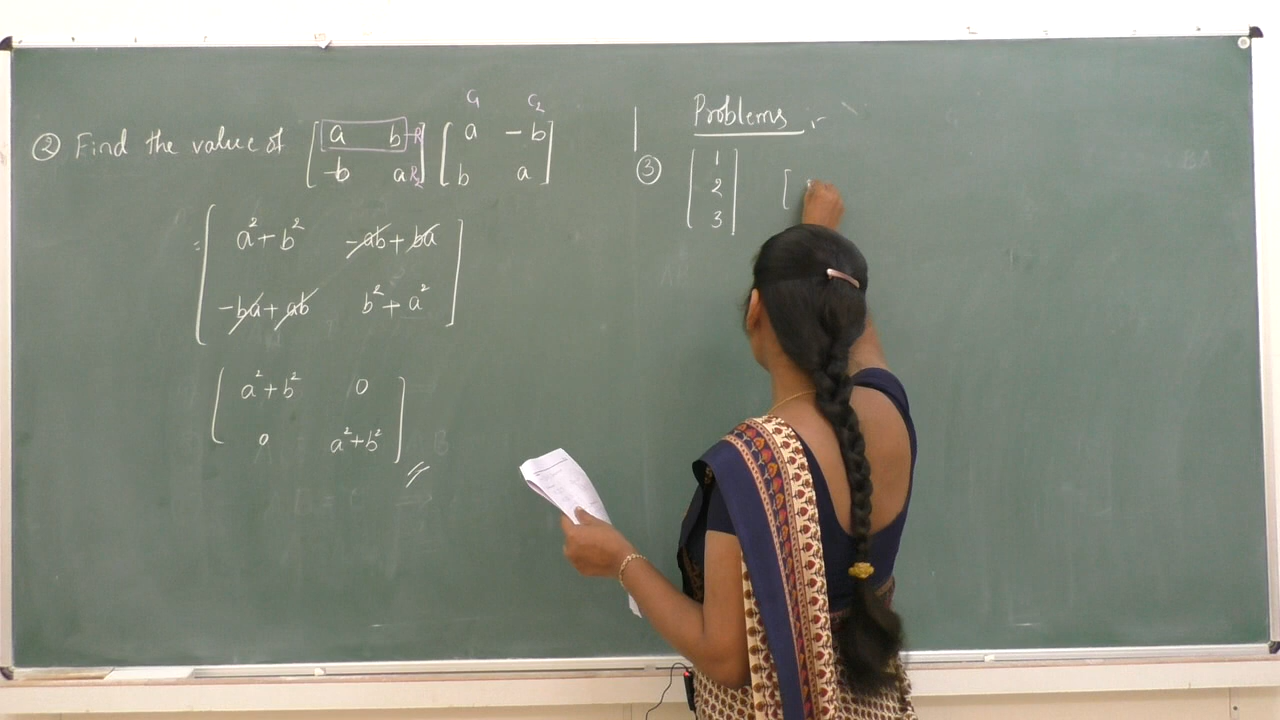 ② Find the value of [a b R₁; -b a R₂] [a -b; b a] C₁ C₂
= [a² + b² -ab + ba; -ba + ab b² + a²]
[a² + b² 0; 0 a² + b²] //
Problems :-
③ [1; 2; 3] [